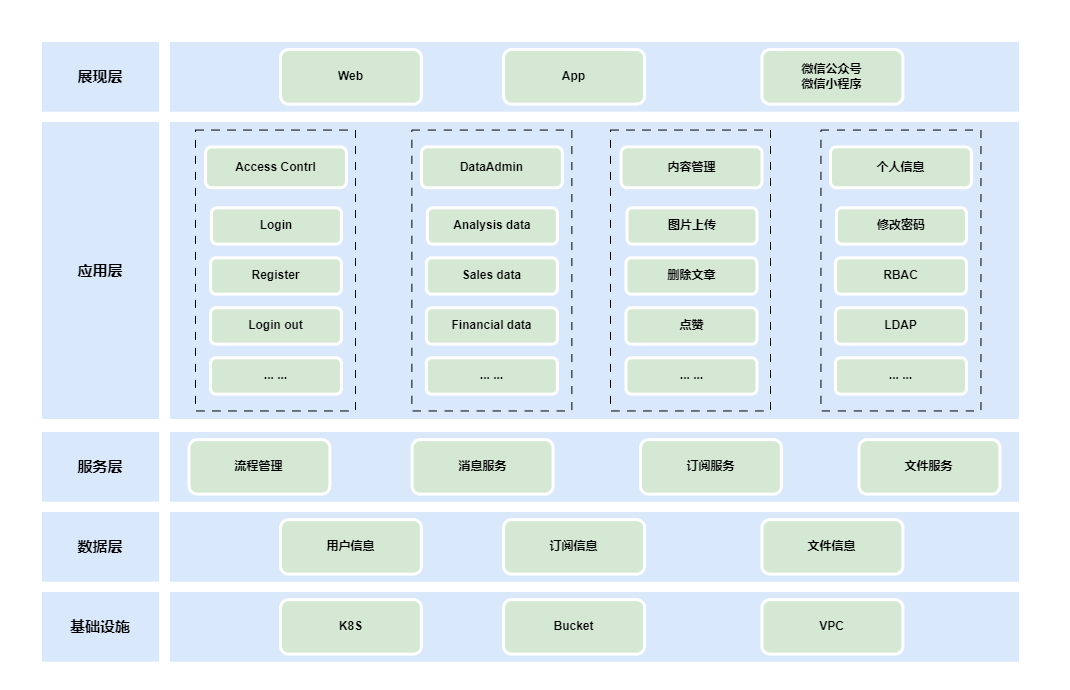 展现层
Web
App
微信公众号
微信小程序
应用层
Access Contrl
Login
Register
Login out
... ...
DataAdmin
Analysis data
Sales data
Financial data
... ...
内容管理
图片上传
删除文章
点赞
... ...
个人信息
修改密码
RBAC
LDAP
... ...
服务层
流程管理
消息服务
订阅服务
文件服务
数据层
用户信息
订阅信息
文件信息
基础设施
K8S
Bucket
VPC